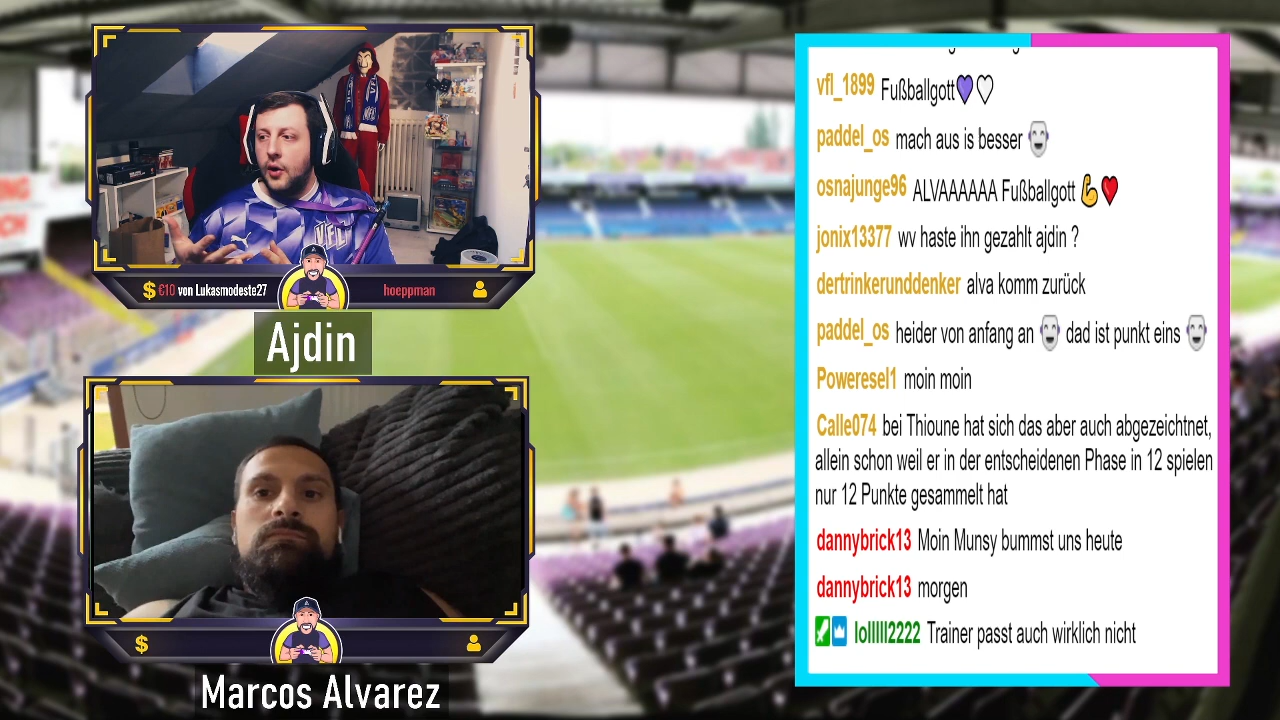 VFL
$ €10 von Lukasmodeste27
hoeppman
Ajdin
$
Marcos Alvarez
vfl_1899 Fußballgott💜🤍
paddel_os mach aus is besser
osnajunge96 ALVAAAAAA Fußballgott 💪❤️
jonix13377 wv haste ihn gezahlt ajdin ?
dertrinkerunddenker alva komm zurück
paddel_os heider von anfang an dad ist punkt eins
Poweresel1 moin moin
Calle074 bei Thioune hat sich das aber auch abgezeichtnet,
allein schon weil er in der entscheidenen Phase in 12 spielen
nur 12 Punkte gesammelt hat
dannybrick13 Moin Munsy bummst uns heute
dannybrick13 morgen
lolllll2222 Trainer passt auch wirklich nicht